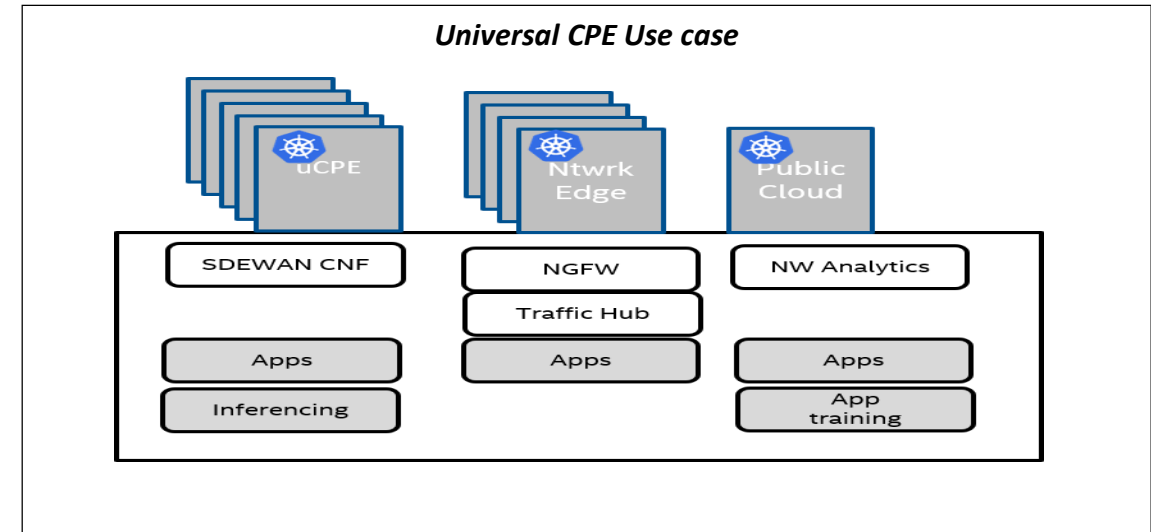 Universal CPE Use case
uCPE
Ntwrk
Edge
Public
Cloud
SDEWAN CNF
NGFW
NW Analytics
Traffic Hub
Apps
Apps
Apps
Inferencing
App
training